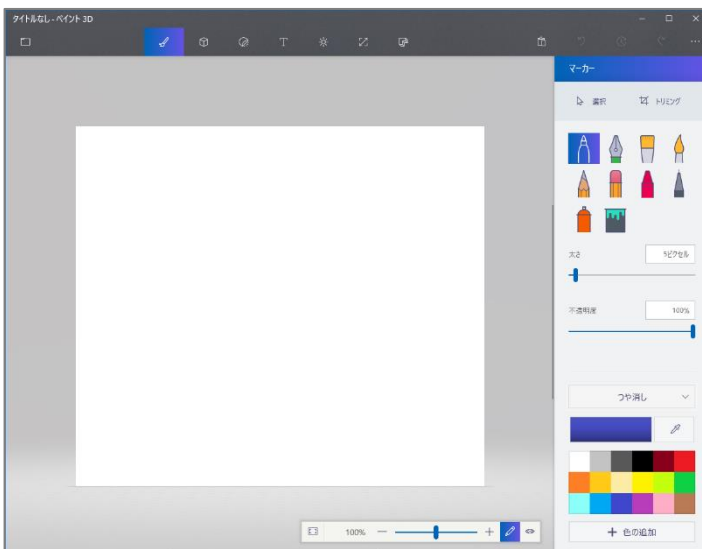 タイトルなし - ペイント 3D
マーカー
選択 トリミング
太さ 5ピクセル
不透明度 100%
つや消し
100%
色の追加